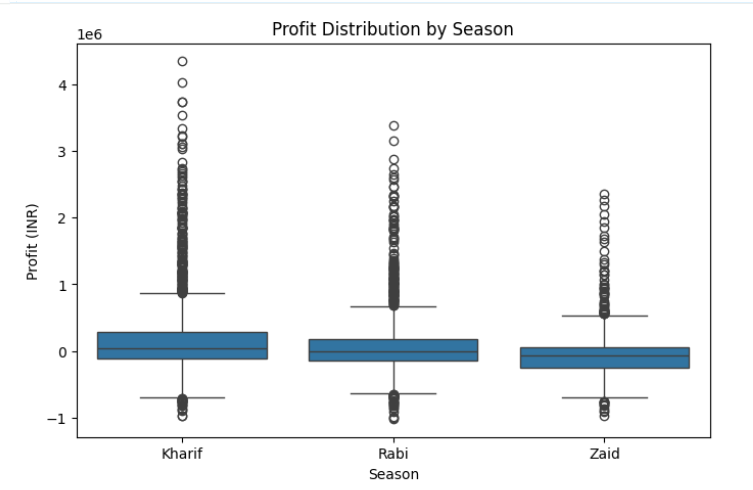 Profit Distribution by Season
1e6
Profit (INR)
4
3
2
1
0
−1
Kharif
Rabi
Zaid
Season